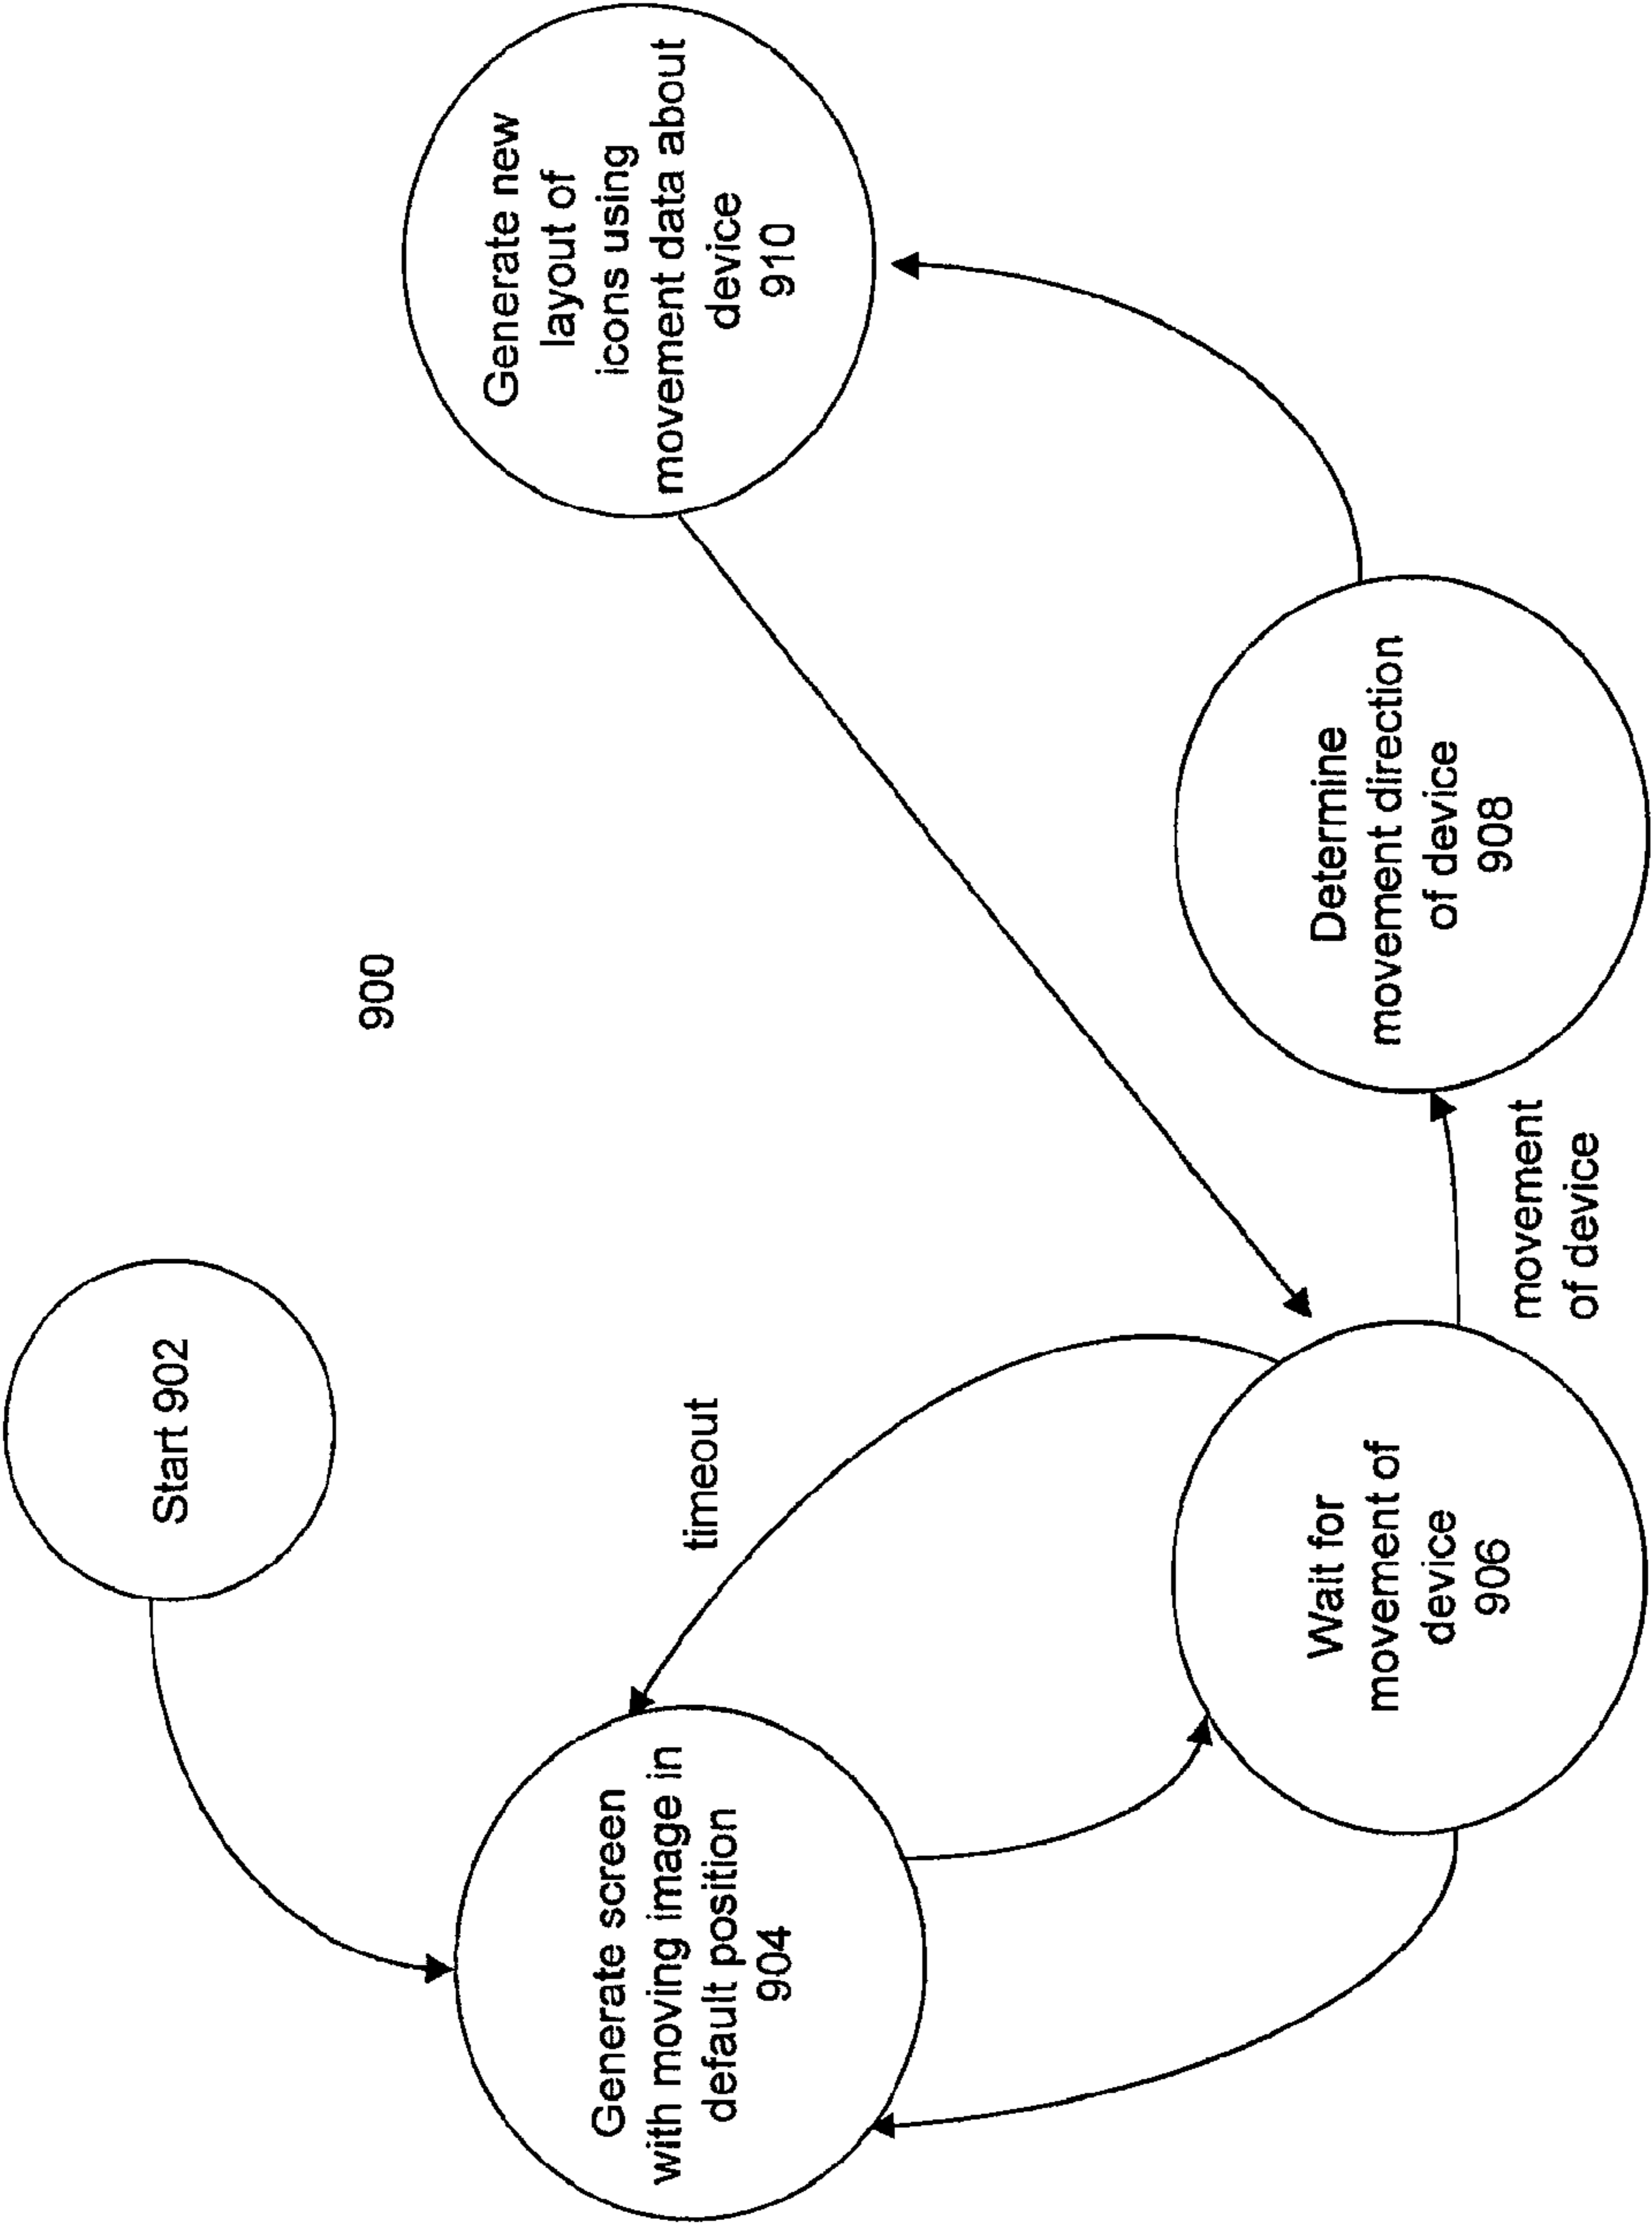 Start 902
900
Generate new
layout of
icons using
movement data about
device
910
timeout
Generate screen
with moving image in
default position
904
Wait for
movement of
device
906
movement
of device
Determine
movement direction
of device
908